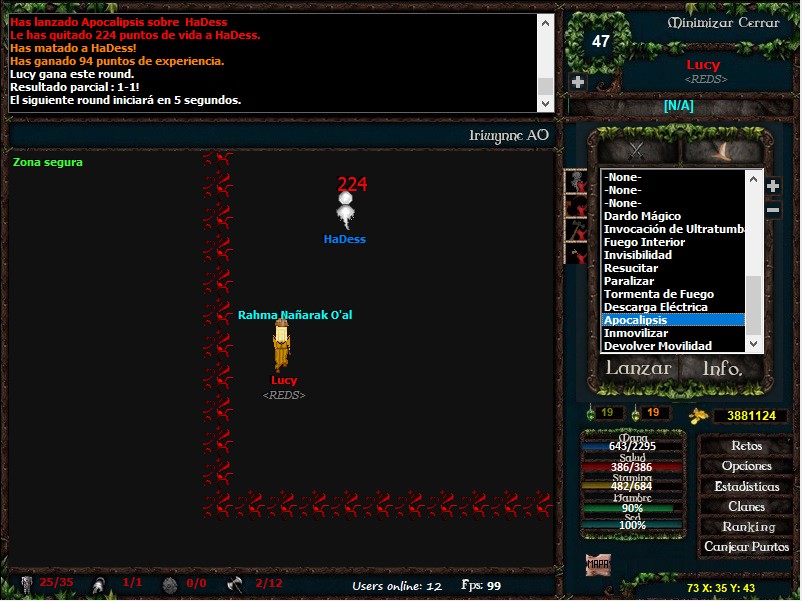 Has lanzado Apocalipsis sobre HaDess
Le has quitado 224 puntos de vida a HaDess.
Has matado a HaDess!
Has ganado 94 puntos de experiencia.
Lucy gana este round.
Resultado parcial : 1-1!
El siguiente round iniciará en 5 segundos.
47
Minimizar Cerrar
Lucy
<REDS>
[N/A]
Iriwynne AO
Zona segura
224
HaDess
Rahma Nañarak O'al
Lucy
<REDS>
-None-
-None-
-None-
Dardo Mágico
Invocación de Ultratumba
Fuego Interior
Invisibilidad
Resucitar
Paralizar
Tormenta de Fuego
Descarga Eléctrica
Apocalipsis
Inmovilizar
Devolver Movilidad
Lanzar
Info.
19
19
3881124
Mana
643/2295
Salud
386/386
Stamina
482/684
Hambre
90%
Sed
100%
Retos
Opciones
Estadisticas
Clanes
Ranking
Canjear Puntos
MAPA
25/35
1/1
0/0
2/12
Users online: 12
Fps: 99
73 X: 35 Y: 43